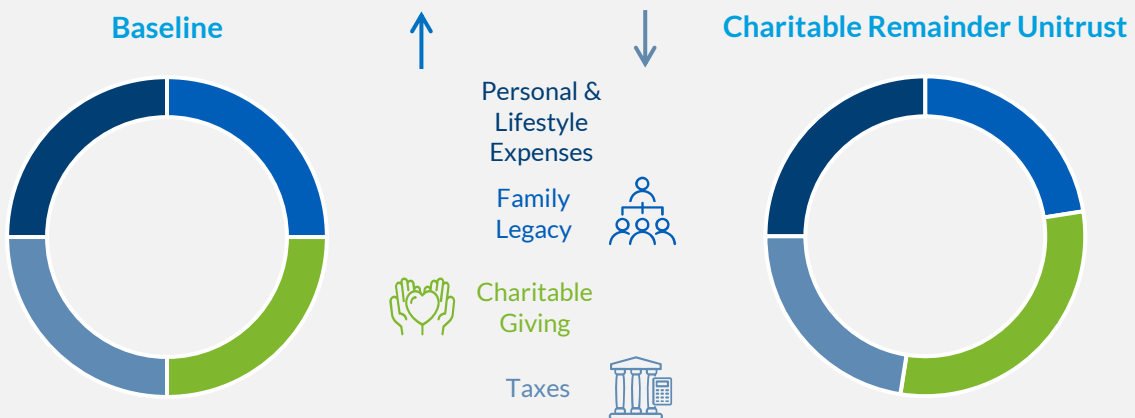 Baseline
Charitable Remainder Unitrust
Personal &
Lifestyle
Expenses
Family
Legacy
Charitable
Giving
Taxes